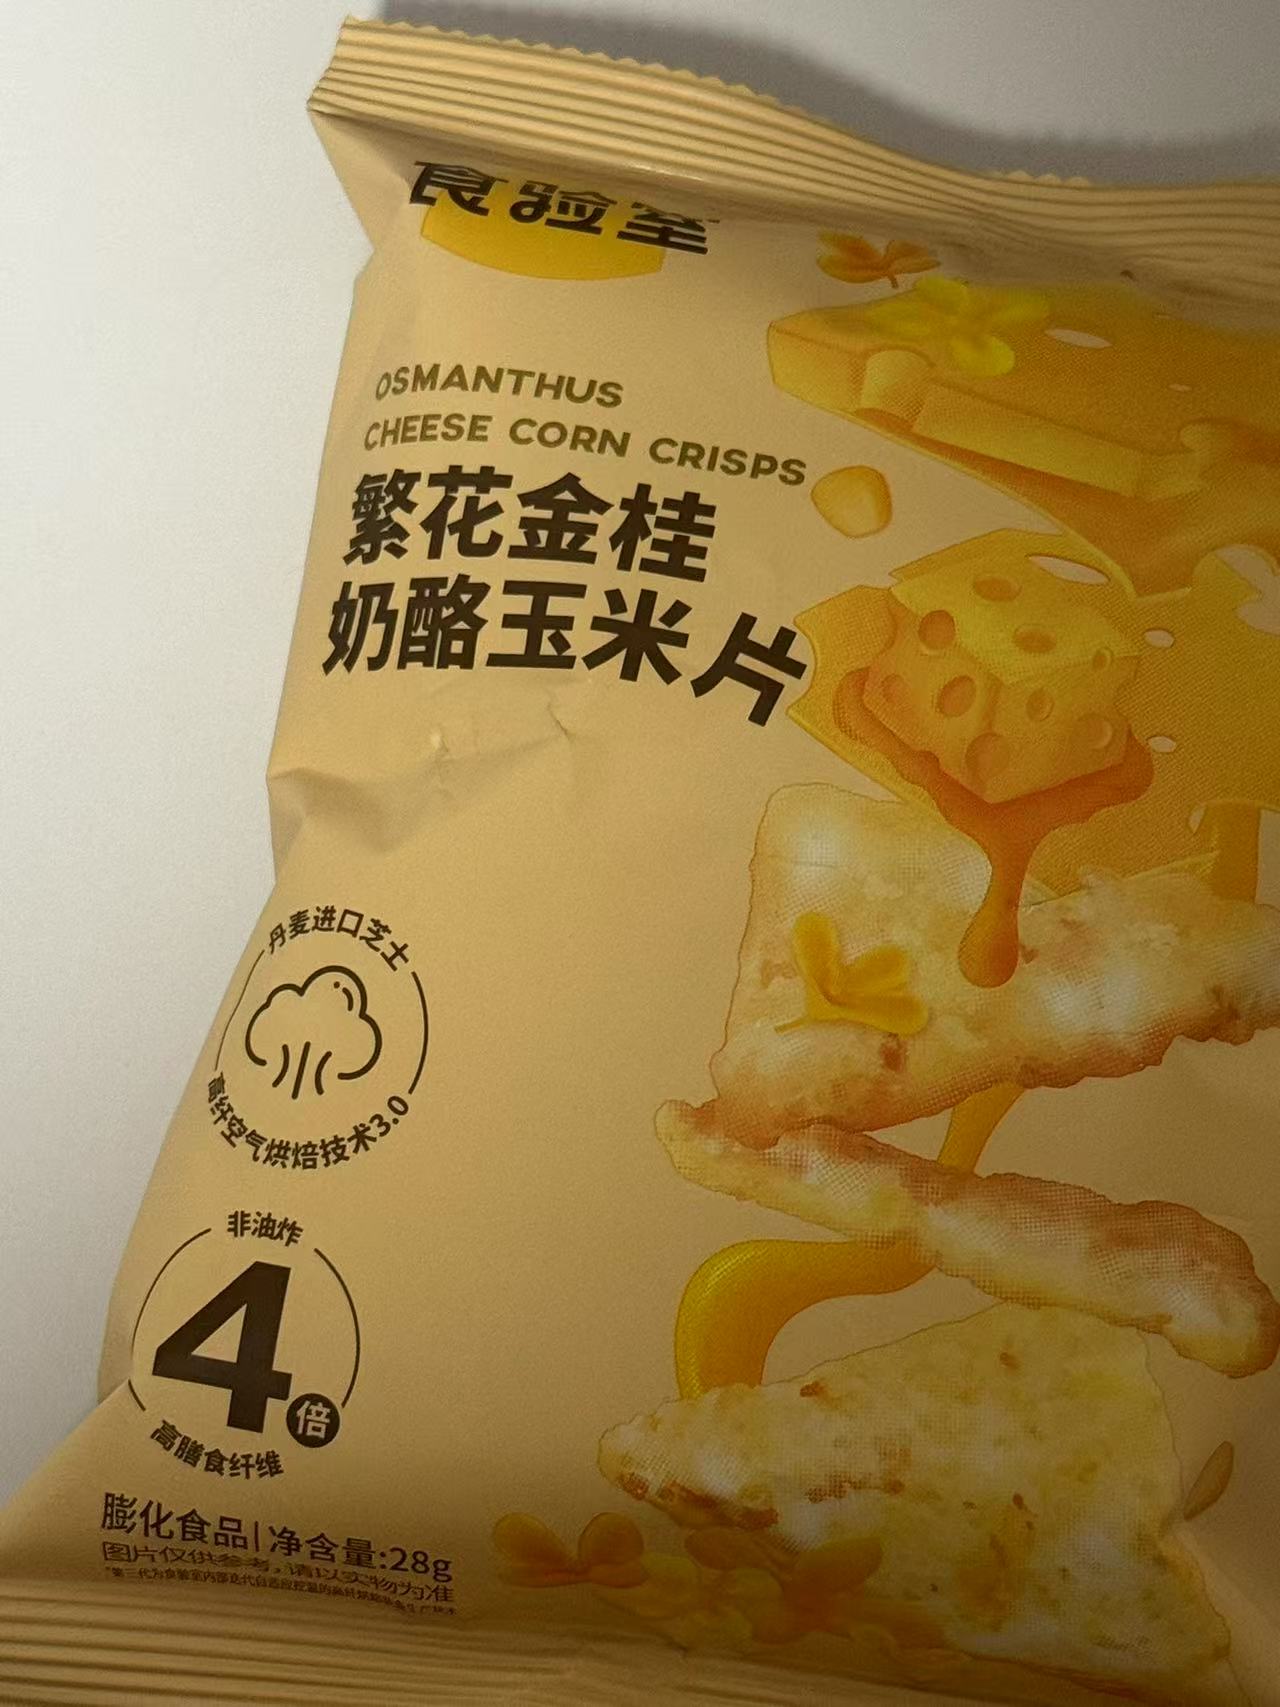 食验室
OSMANTHUS
CHEESE CORN CRISPS
繁花金桂
奶酪玉米片
丹麦进口芝士
高纤空气烘焙技术3.0
非油炸
4倍
高膳食纤维
膨化食品|净含量:28g
图片仅供参考,请以实物为准